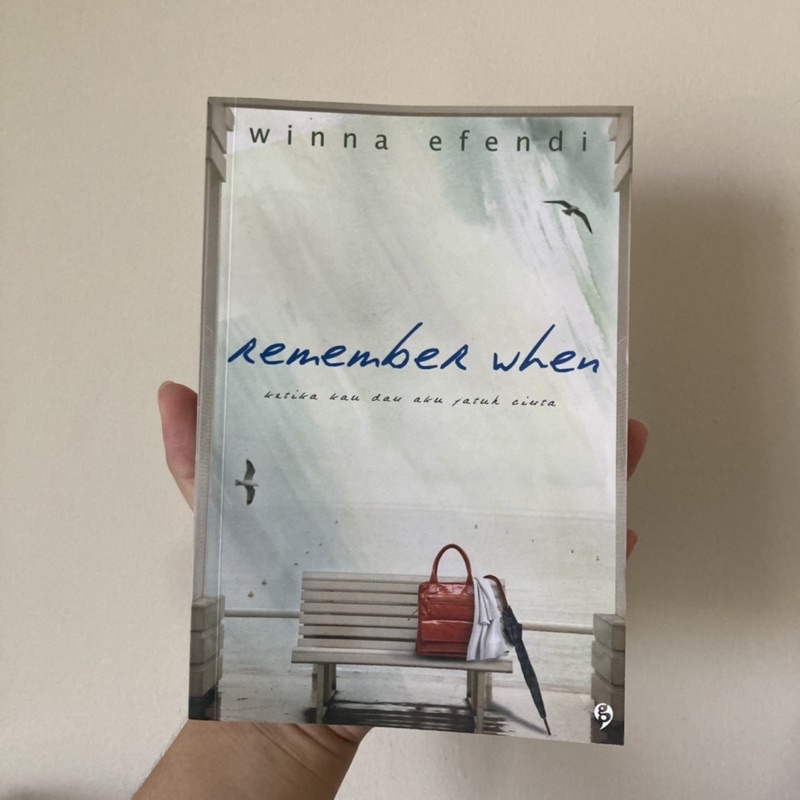 winna efendi
remember when
ketika kau dan aku jatuh cinta
g